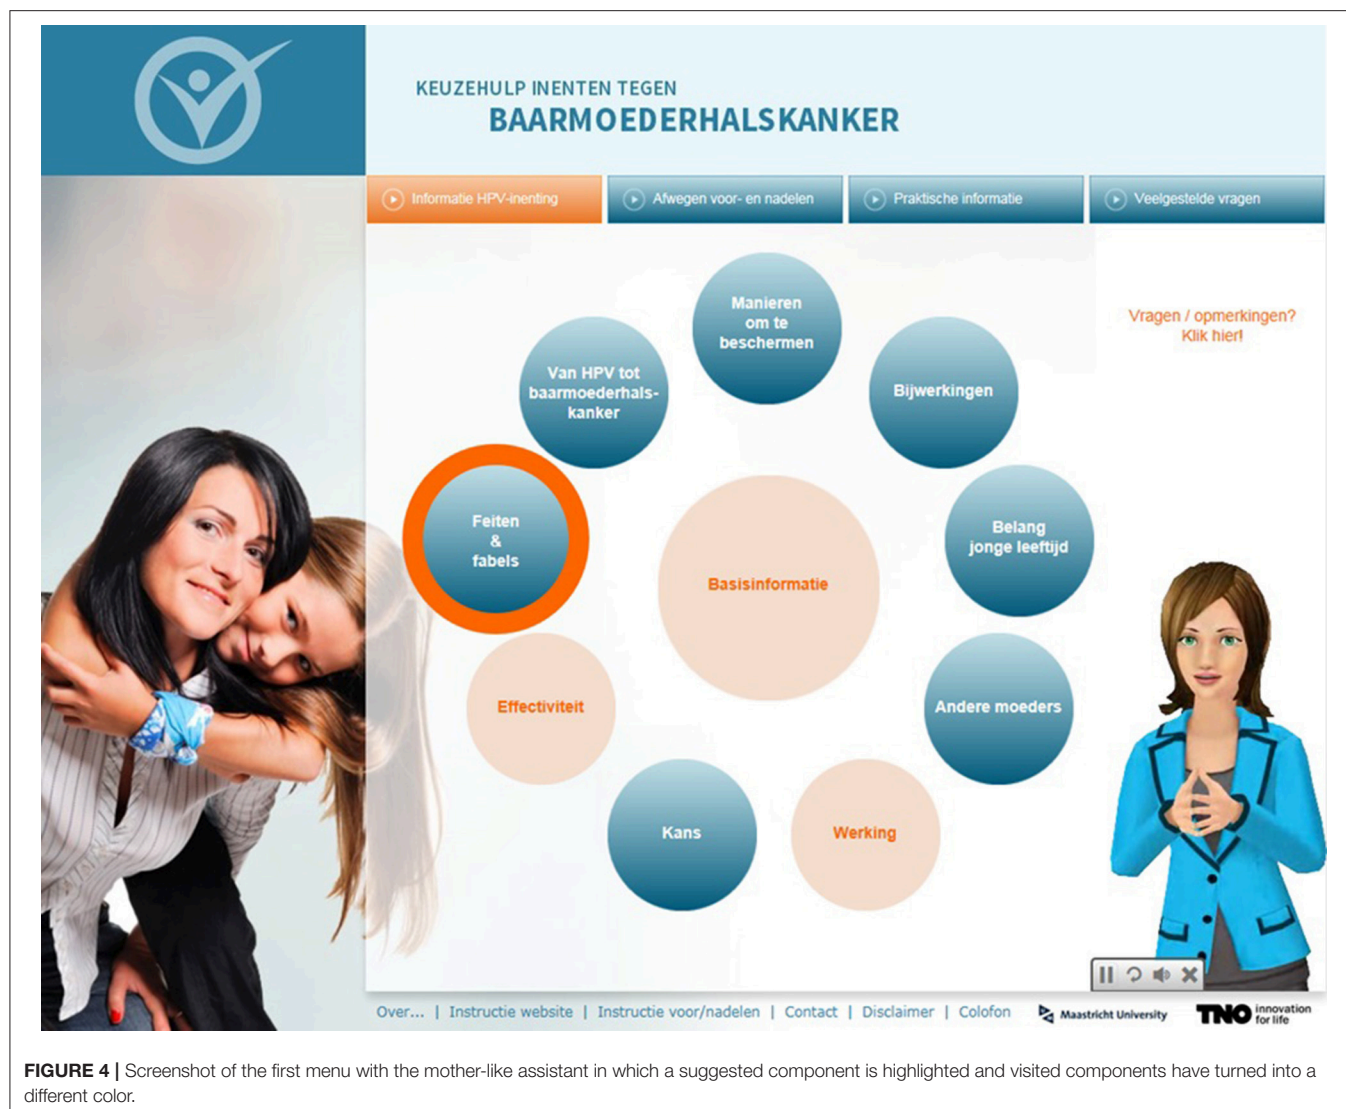 KEUZEHULP INENTEN TEGEN
BAARMOEDERHALSKANKER
Informatie HPV-inenting
Afwegen voor- en nadelen
Praktische informatie
Veelgestelde vragen
Manieren
om te
beschermen
Van HPV tot
baarmoederhals-
kanker
Bijwerkingen
Vragen / opmerkingen?
Klik hier!
Feiten
&
fabels
Belang
jonge leeftijd
Basisinformatie
Effectiviteit
Andere moeders
Kans
Werking
Over... | Instructie website | Instructie voor/nadelen | Contact | Disclaimer | Colofon
Maastricht University
TNO innovation
for life
FIGURE 4 | Screenshot of the first menu with the mother-like assistant in which a suggested component is highlighted and visited components have turned into a
different color.